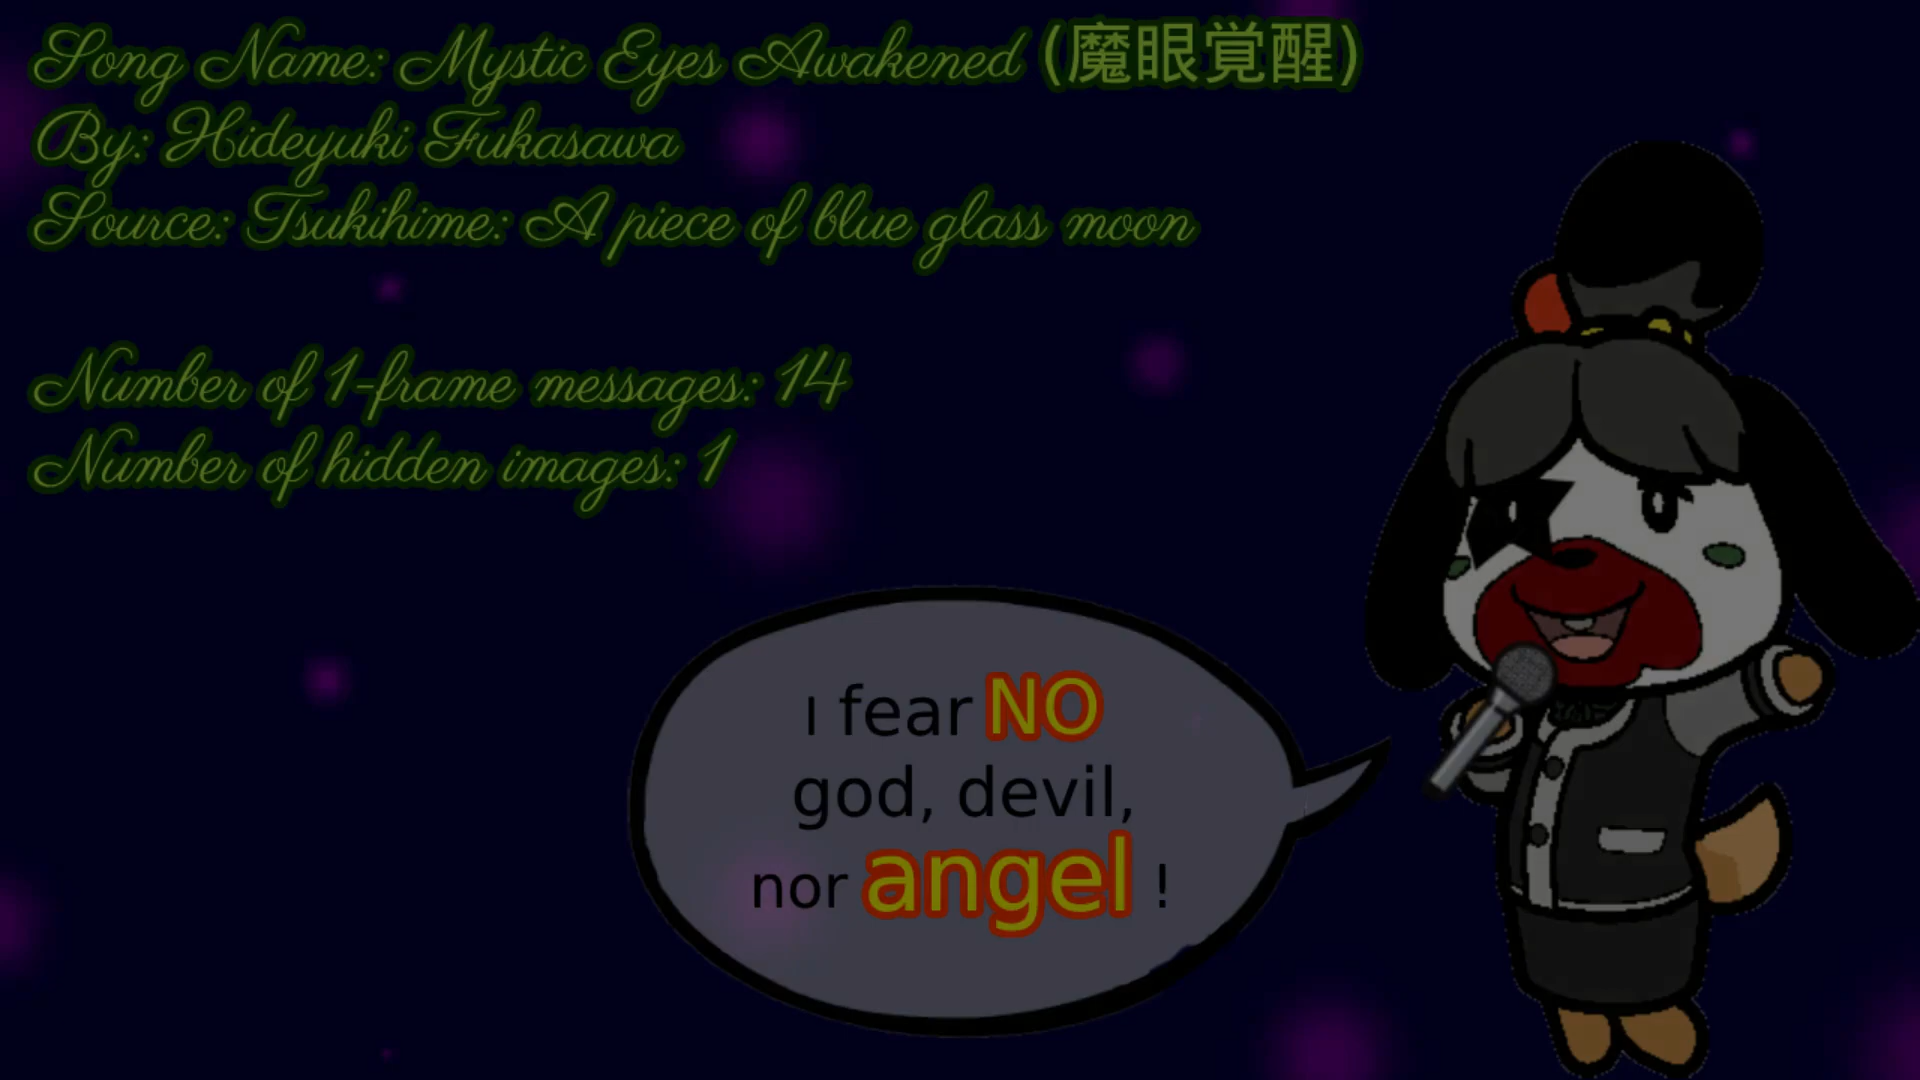 Song Name: Mystic Eyes Awakened (魔眼覚醒)
By: Hideyuki Fukasawa
Source: Tsukihime: A piece of blue glass moon
Number of 1-frame messages: 14
Number of hidden images: 1
I fear NO
god, devil,
nor angel !